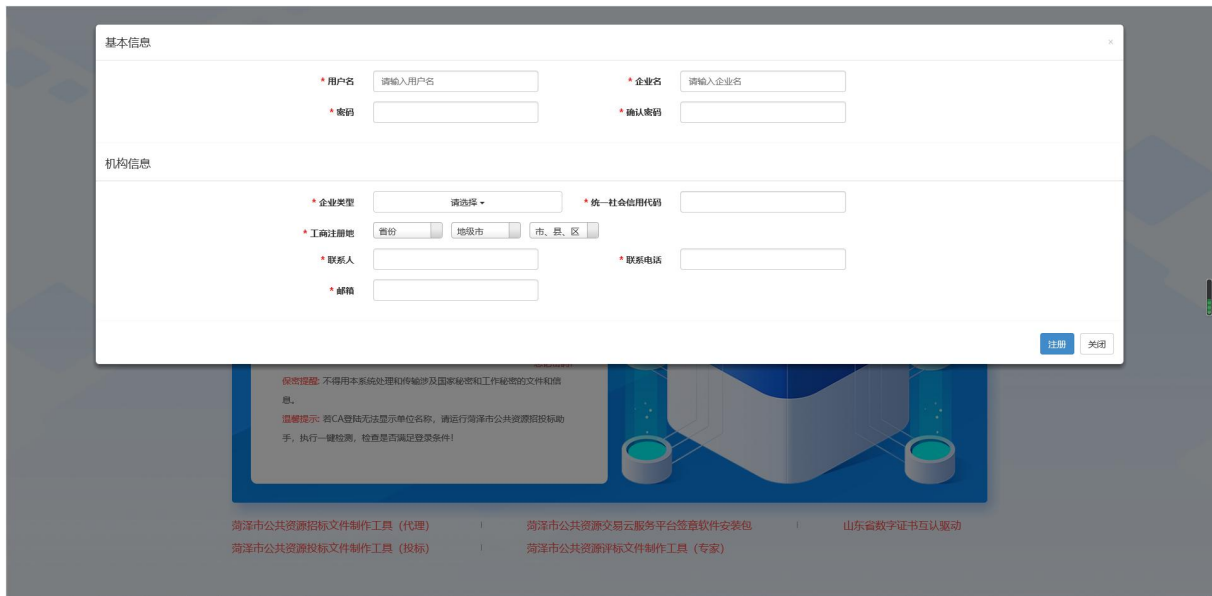 基本信息
×
* 用户名 请输入用户名 * 企业名 请输入企业名
* 密码 * 确认密码
机构信息
* 企业类型 请选择 * 统一社会信用代码
* 工商注册地 省份 地级市 市、县、区
* 联系人 * 联系电话
* 邮箱
注册 关闭
保密提醒: 不得用本系统处理和传输涉及国家秘密和工作秘密的文件和信
息。
温馨提示: 若CA登陆无法显示单位名称，请运行菏泽市公共资源招投标助
手，执行一键检测，检查是否满足登录条件!
菏泽市公共资源招标文件制作工具（代理） | 菏泽市公共资源交易云服务平台签章软件安装包 | 山东省数字证书互认驱动
菏泽市公共资源投标文件制作工具（投标） | 菏泽市公共资源评标文件制作工具（专家）